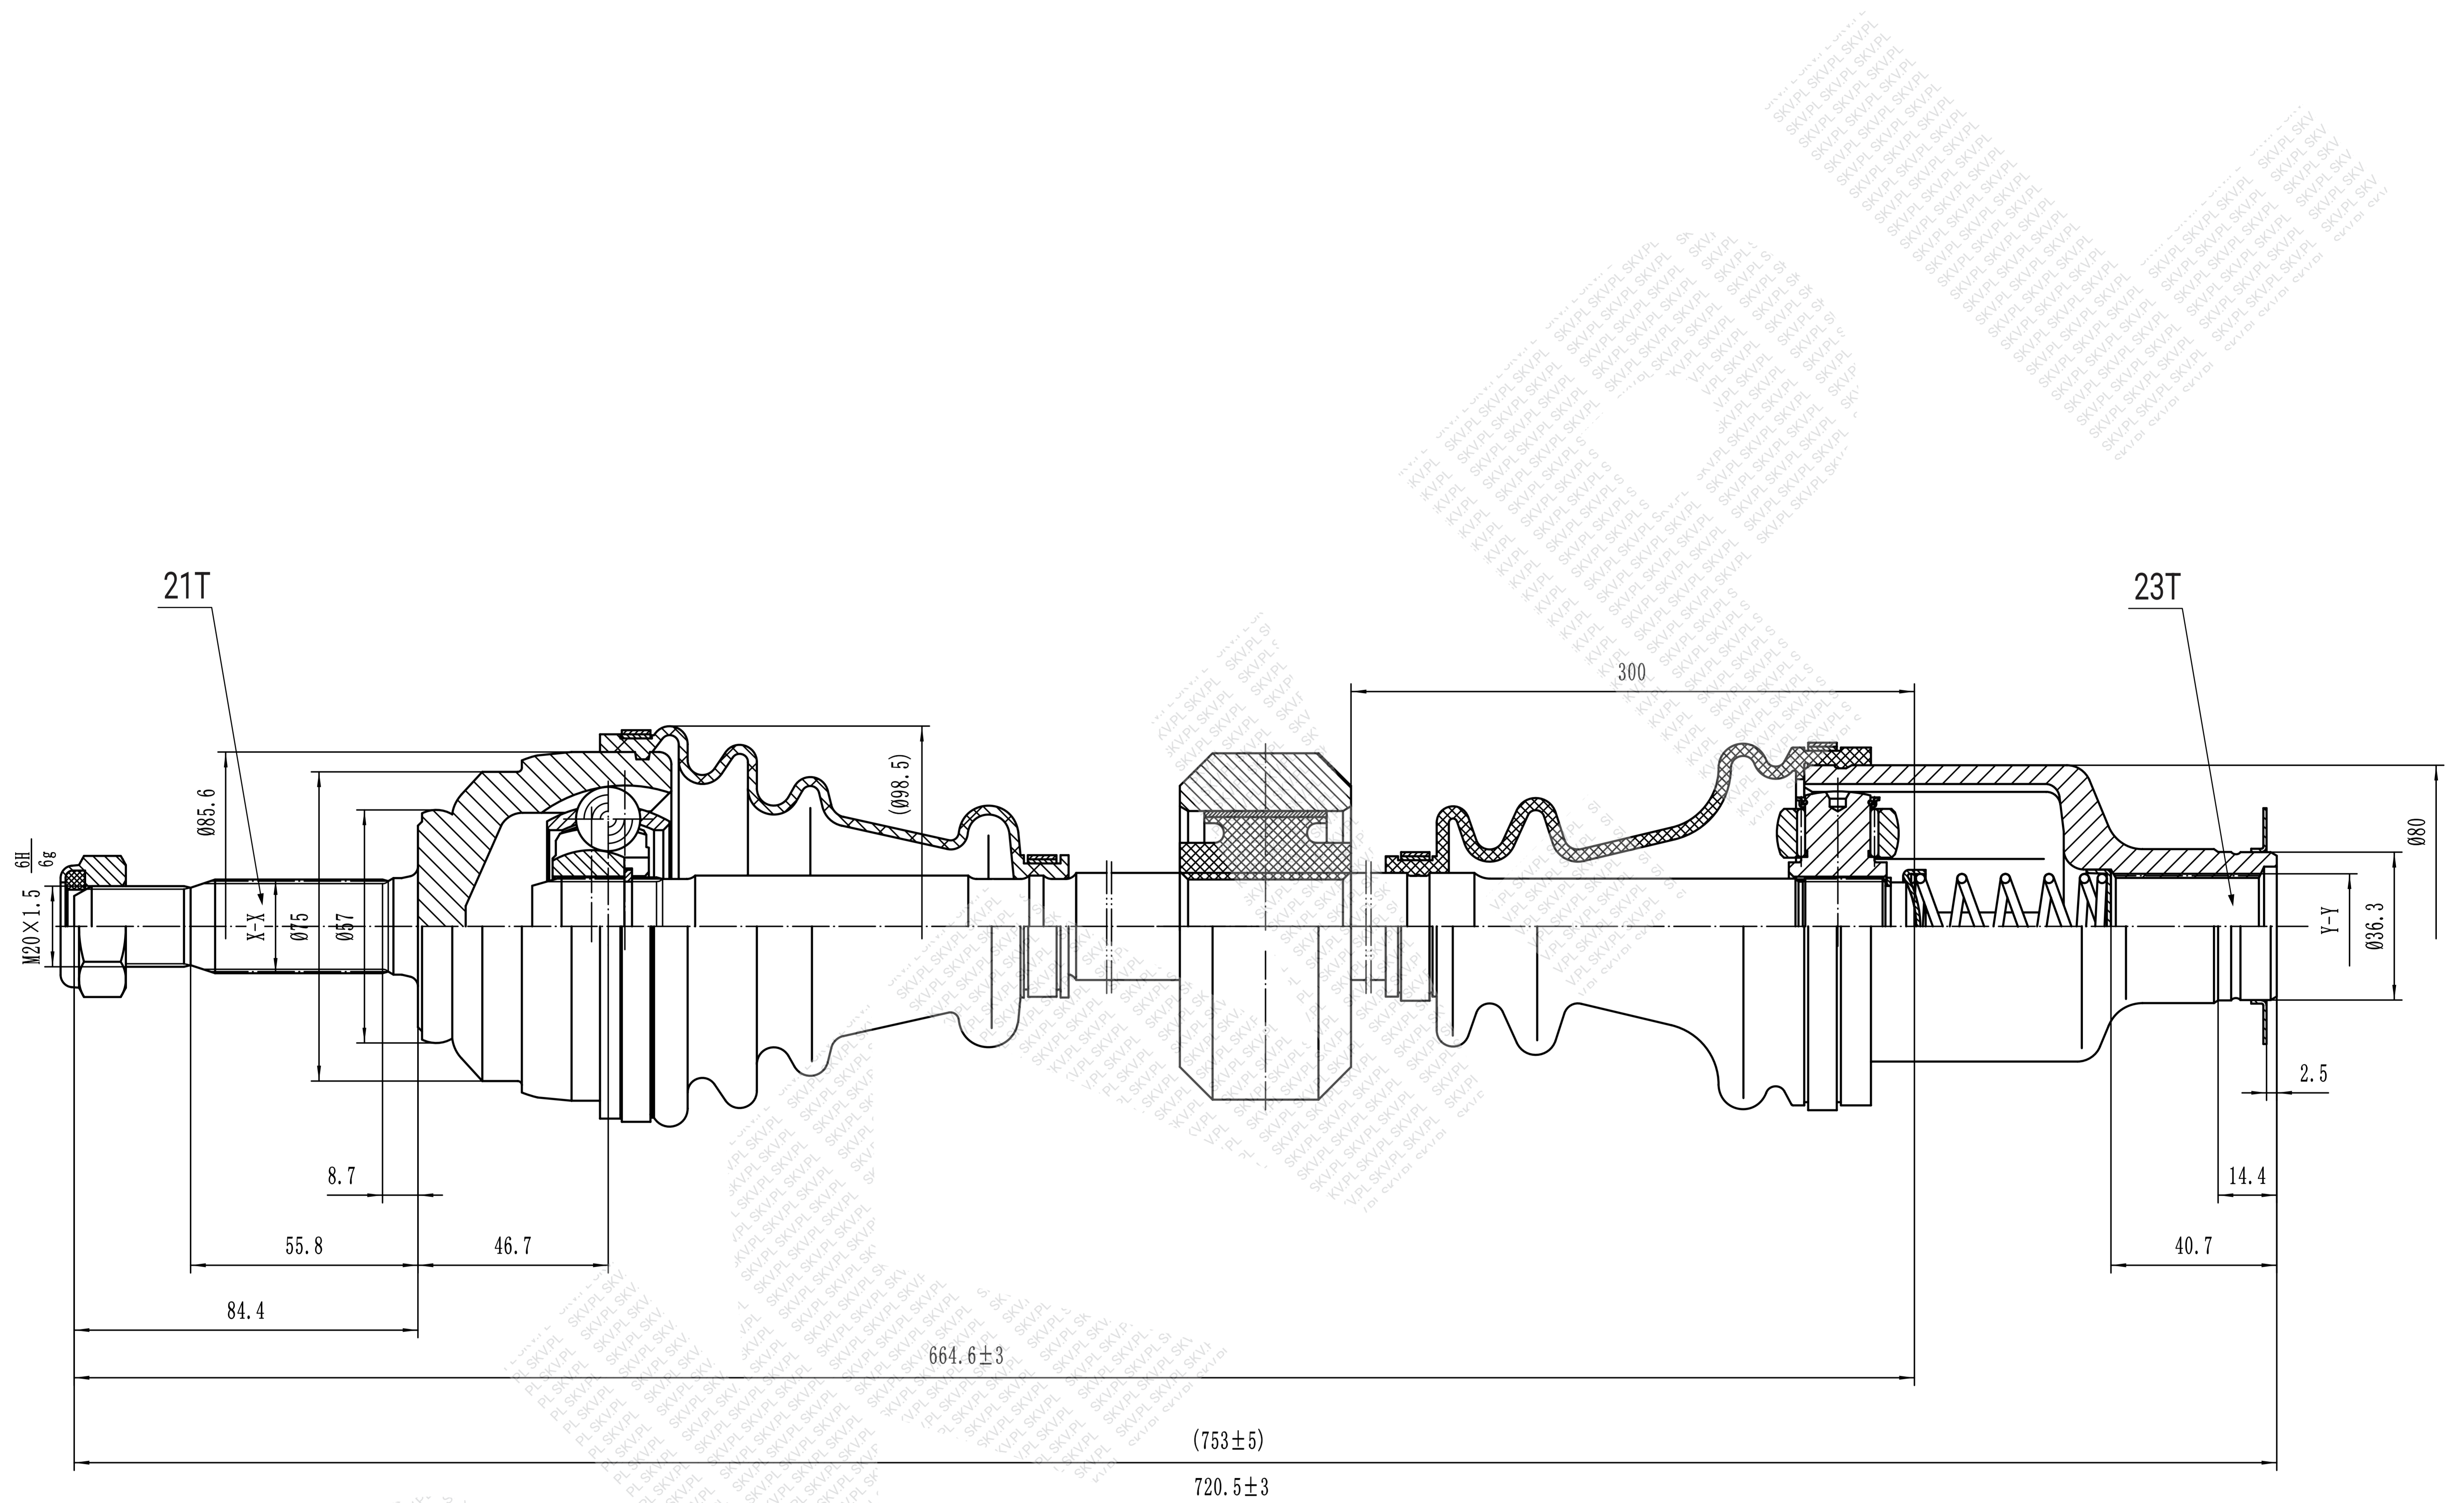 21T
23T
300
(Ø98.5)
Ø85.6
Ø80
6H
6g
M20×1.5
X-X
Ø75
Ø57
Y-Y
Ø36.3
2.5
8.7
14.4
55.8
46.7
40.7
84.4
664.6±3
(753±5)
720.5±3
SKV.PL